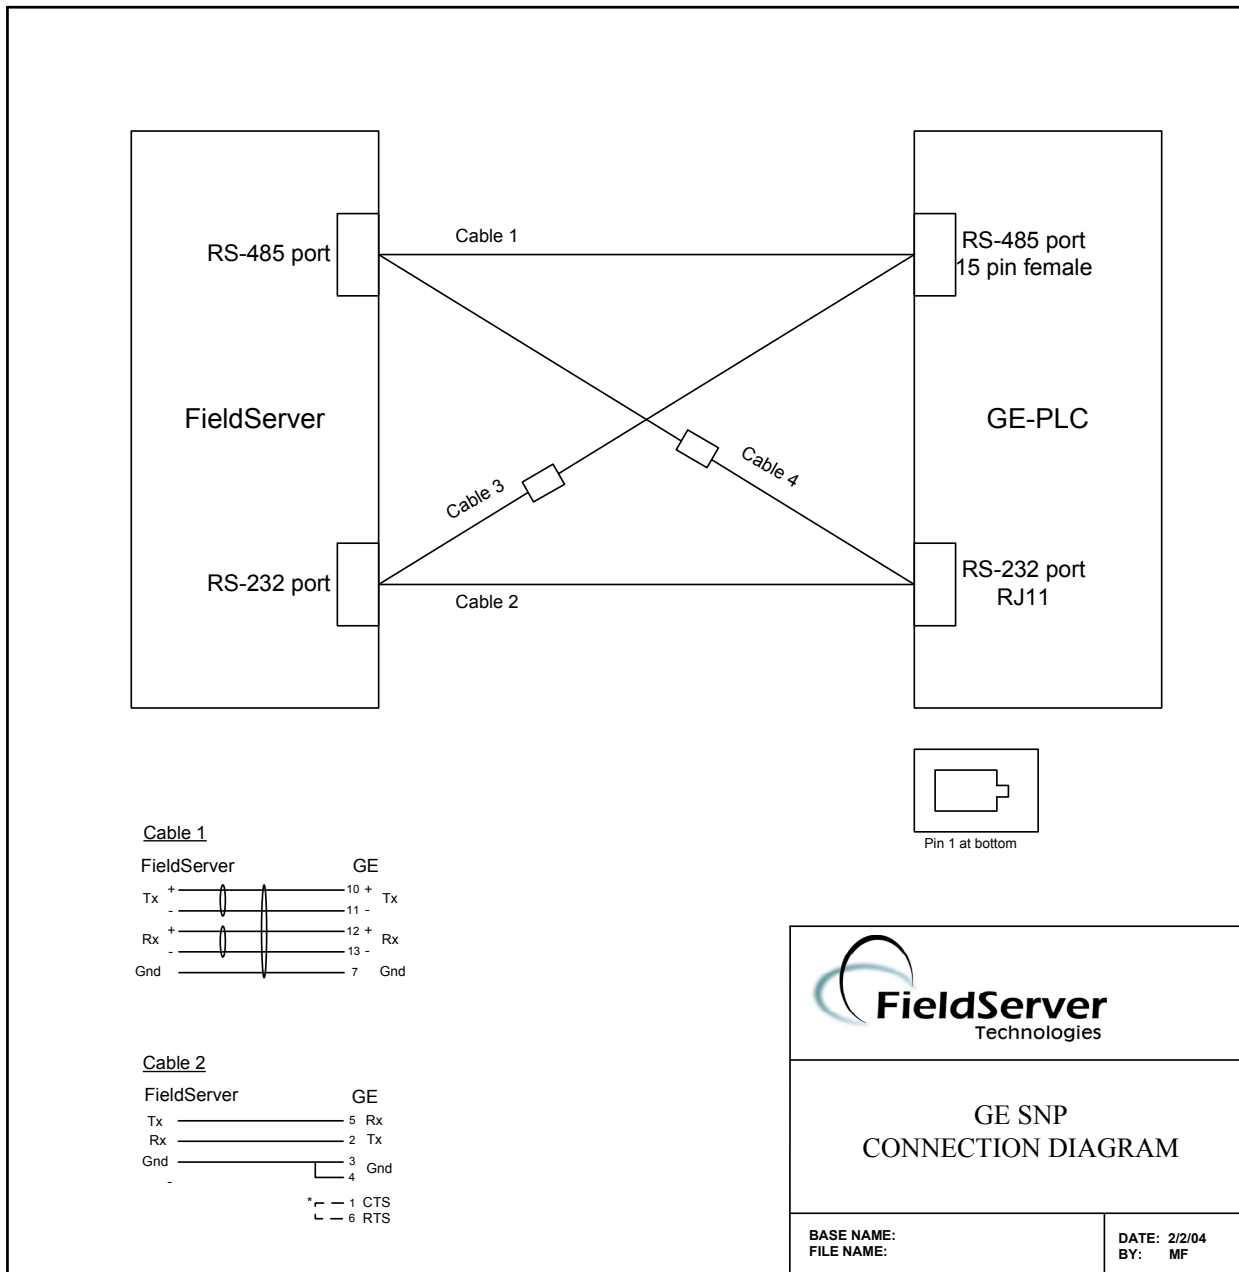 Cable 1
RS-485 port
RS-485 port
15 pin female
FieldServer
GE-PLC
Cable 3
Cable 4
RS-232 port
RS-232 port
RJ11
Cable 2
Pin 1 at bottom
Cable 1
FieldServer GE
Tx + 10 + Tx
- 11 -
Rx + 12 + Rx
- 13 -
Gnd 7 Gnd
Cable 2
FieldServer GE
Tx 5 Rx
Rx 2 Tx
Gnd 3 Gnd
- 4
* 1 CTS
6 RTS
FieldServer
Technologies
GE SNP
CONNECTION DIAGRAM
BASE NAME:
FILE NAME:
DATE: 2/2/04
BY: MF